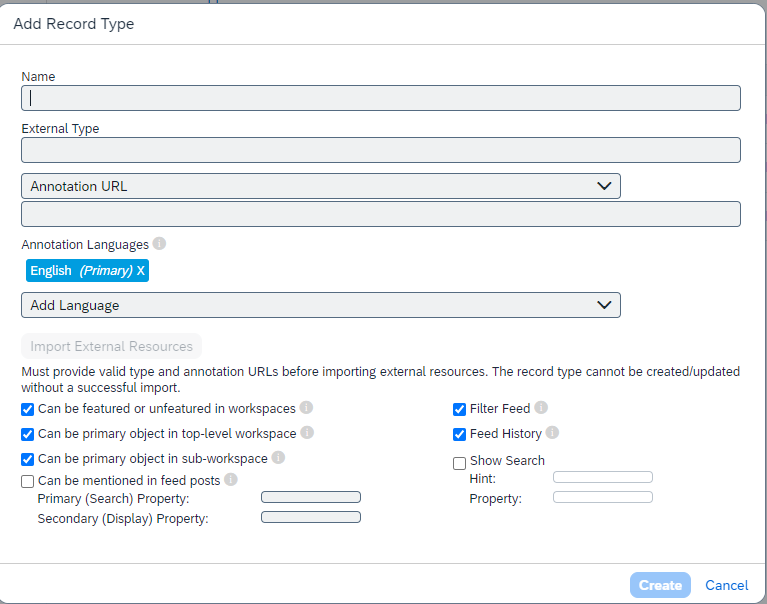 Add Record Type
Name
External Type
Annotation URL
Annotation Languages
English (Primary) X
Add Language
Import External Resources
Must provide valid type and annotation URLs before importing external resources. The record type cannot be created/updated
without a successful import.
Can be featured or unfeatured in workspaces
Can be primary object in top-level workspace
Can be primary object in sub-workspace
Can be mentioned in feed posts
Primary (Search) Property:
Secondary (Display) Property:
Filter Feed
Feed History
Show Search
Hint:
Property:
Create Cancel